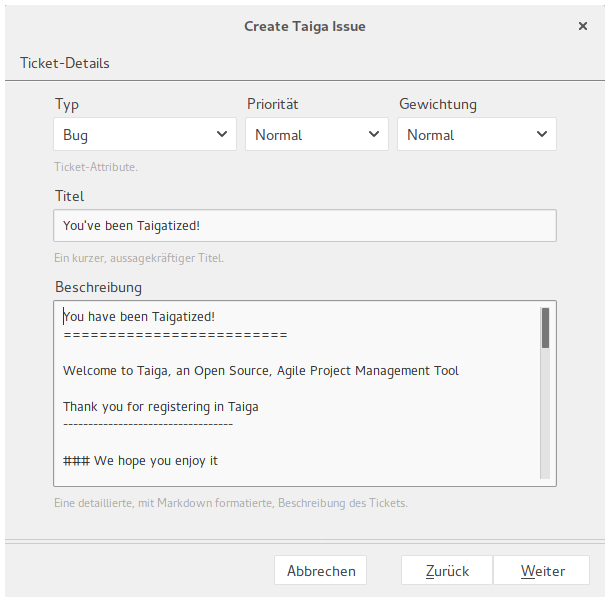 Create Taiga Issue
Ticket-Details
Typ Priorität Gewichtung
Bug Normal Normal
Ticket-Attribute.
Titel
You've been Taigatized!
Ein kurzer, aussagekräftiger Titel.
Beschreibung
You have been Taigatized!
=========================
Welcome to Taiga, an Open Source, Agile Project Management Tool
Thank you for registering in Taiga
----------------------------------
### We hope you enjoy it
Eine detaillierte, mit Markdown formatierte, Beschreibung des Tickets.
Abbrechen Zurück Weiter